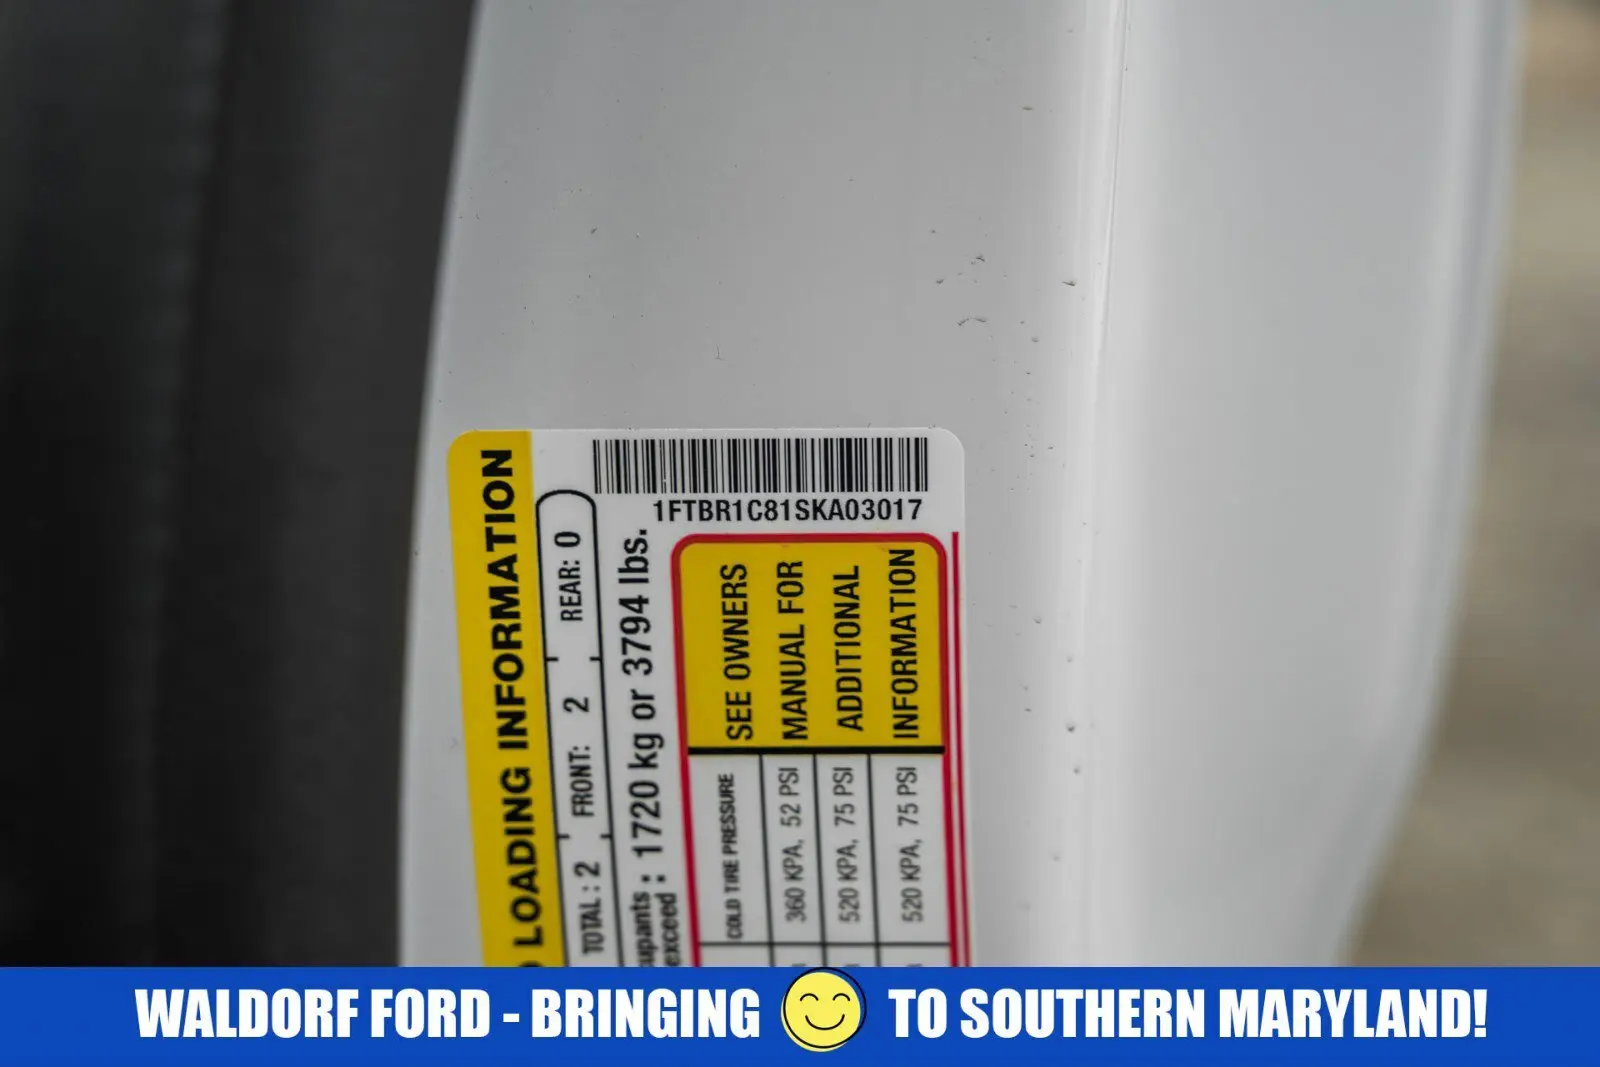 1FTBR1C81SKA03017
LOADING INFORMATION
TOTAL : 2 FRONT: 2 REAR: 0
exceed : 1720 kg or 3794 lbs.
COLD TIRE PRESSURE SEE OWNERS
360 KPA, 52 PSI MANUAL FOR
520 KPA, 75 PSI ADDITIONAL
520 KPA, 75 PSI INFORMATION
WALDORF FORD - BRINGING TO SOUTHERN MARYLAND!